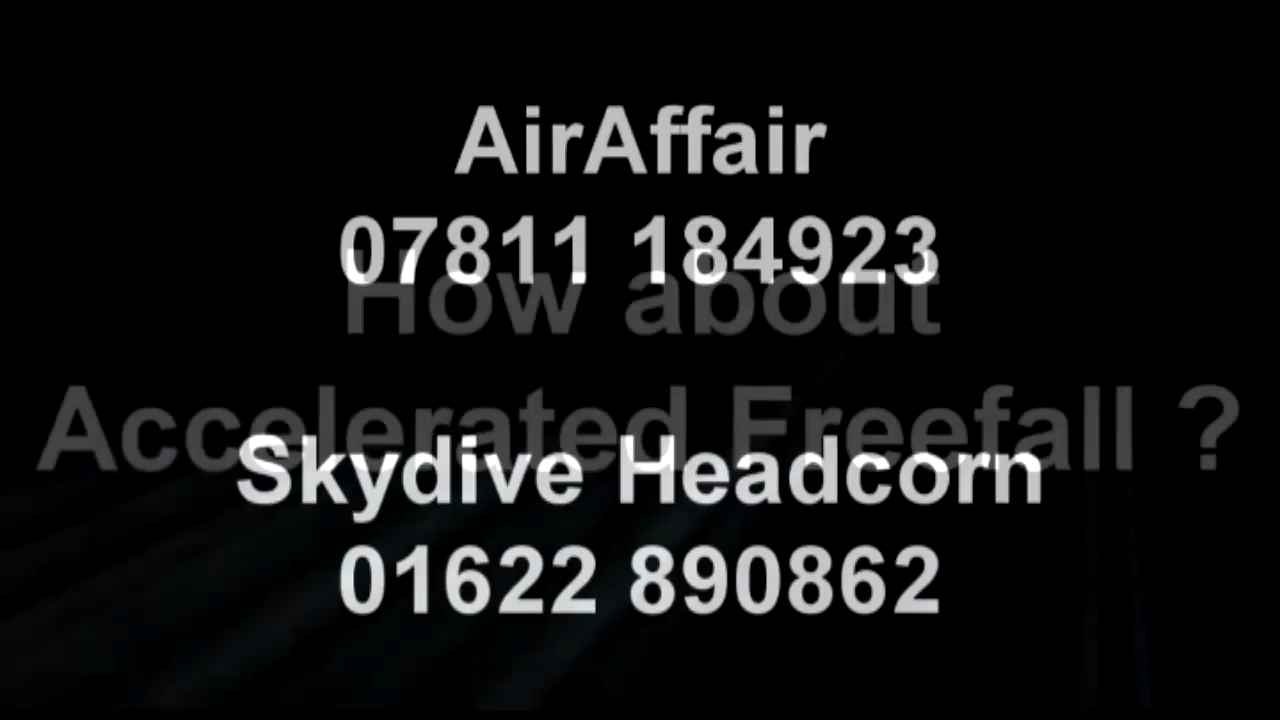 AirAffair
07811 184923
How about
Accelerated Freefall ?
Skydive Headcorn
01622 890862